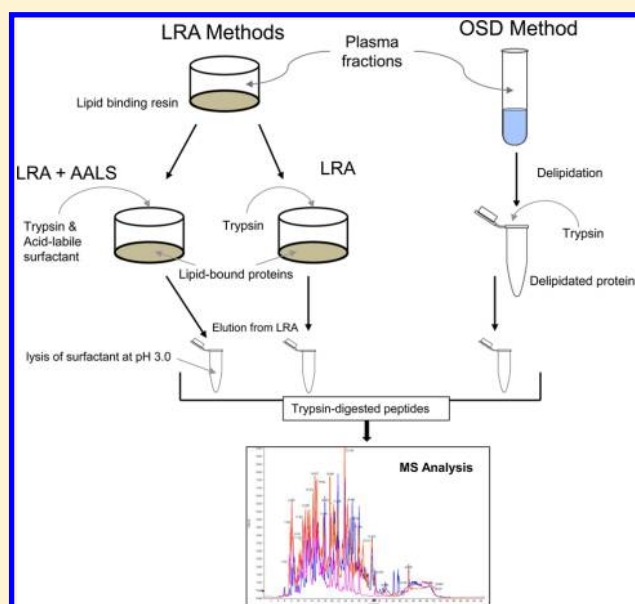 LRA Methods
OSD Method
Plasma
fractions
Lipid binding resin
LRA + AALS
LRA
Delipidation
Trypsin &
Acid-labile
surfactant
Trypsin
Trypsin
Lipid-bound proteins
Delipidated protein
Elution from LRA
lysis of surfactant at pH 3.0
Trypsin-digested peptides
MS Analysis